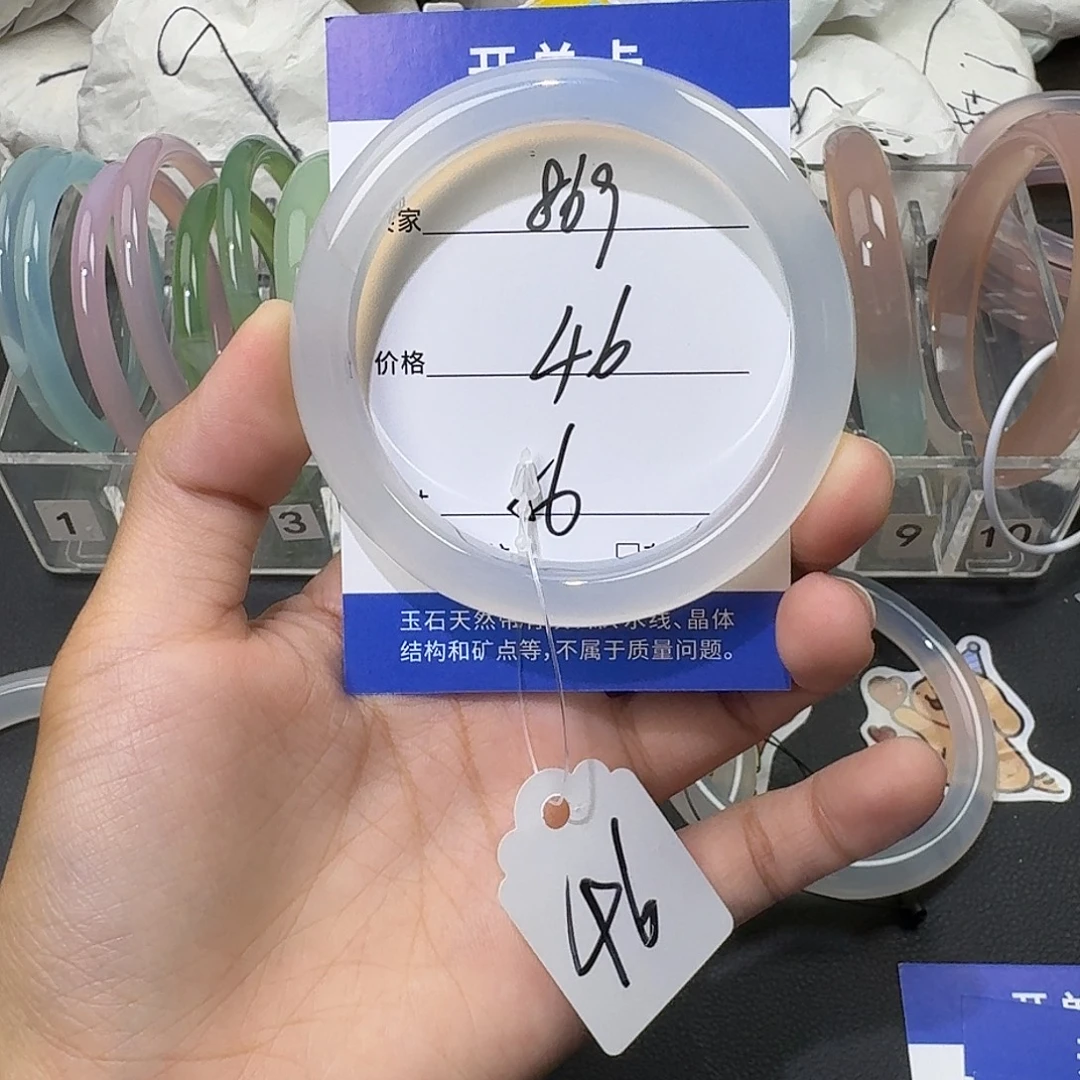 开单卡
家 869
价格 46
玉石天然
水线、晶体
结构和矿点等,不属于质量问题。
1
3
9
10
46